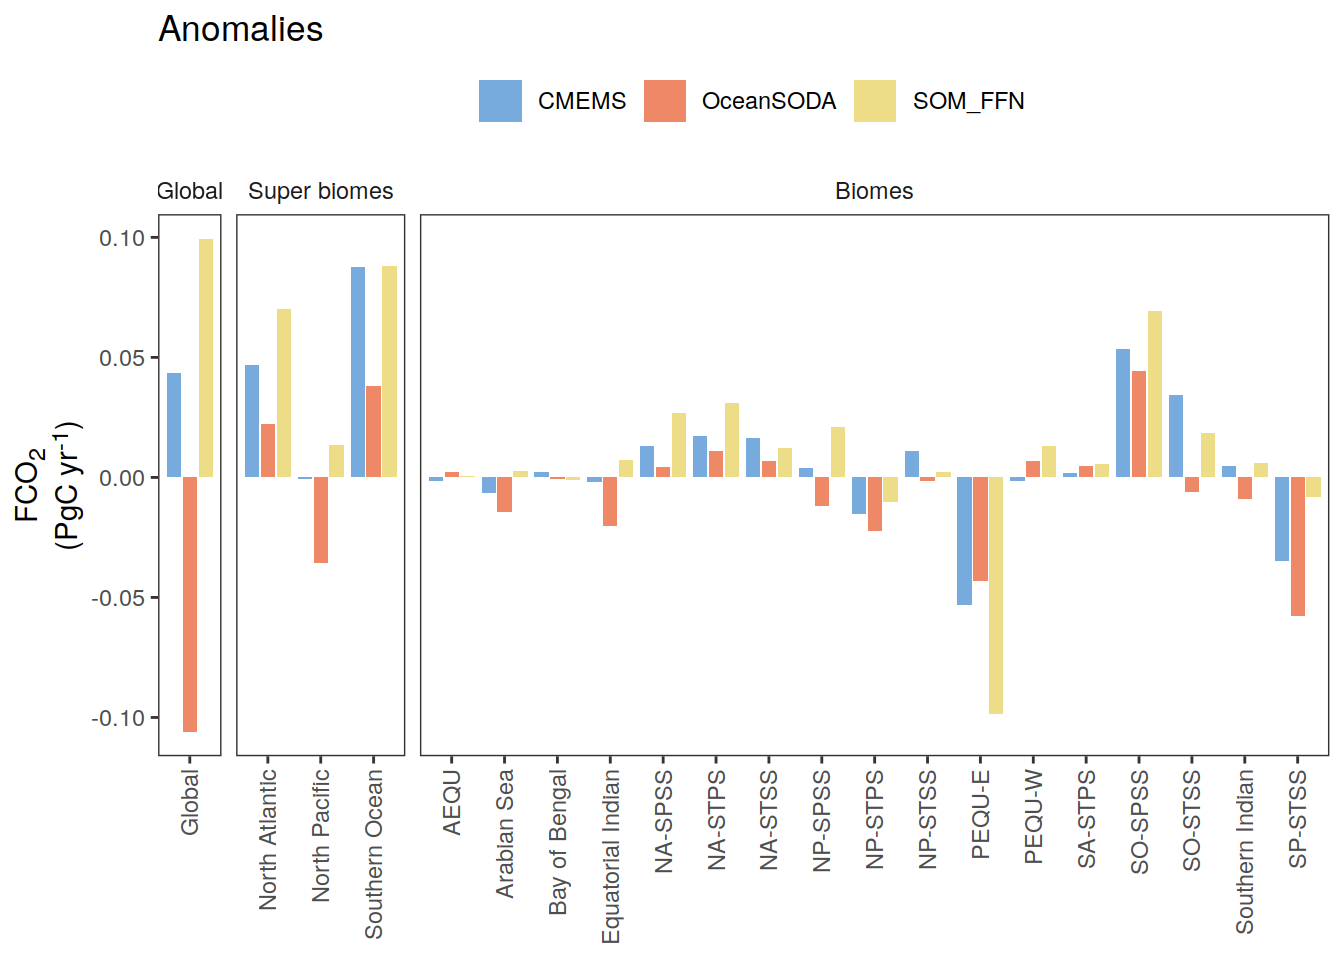 Anomalies
CMEMS OceanSODA SOM_FFN
Global Super biomes Biomes
FCO₂
(PgC yr⁻¹)
0.10
0.05
0.00
-0.05
-0.10
Global
North Atlantic
North Pacific
Southern Ocean
AEQU
Arabian Sea
Bay of Bengal
Equatorial Indian
NA-SPSS
NA-STPS
NA-STSS
NP-SPSS
NP-STPS
NP-STSS
PEQU-E
PEQU-W
SA-STPS
SO-SPSS
SO-STSS
Southern Indian
SP-STSS